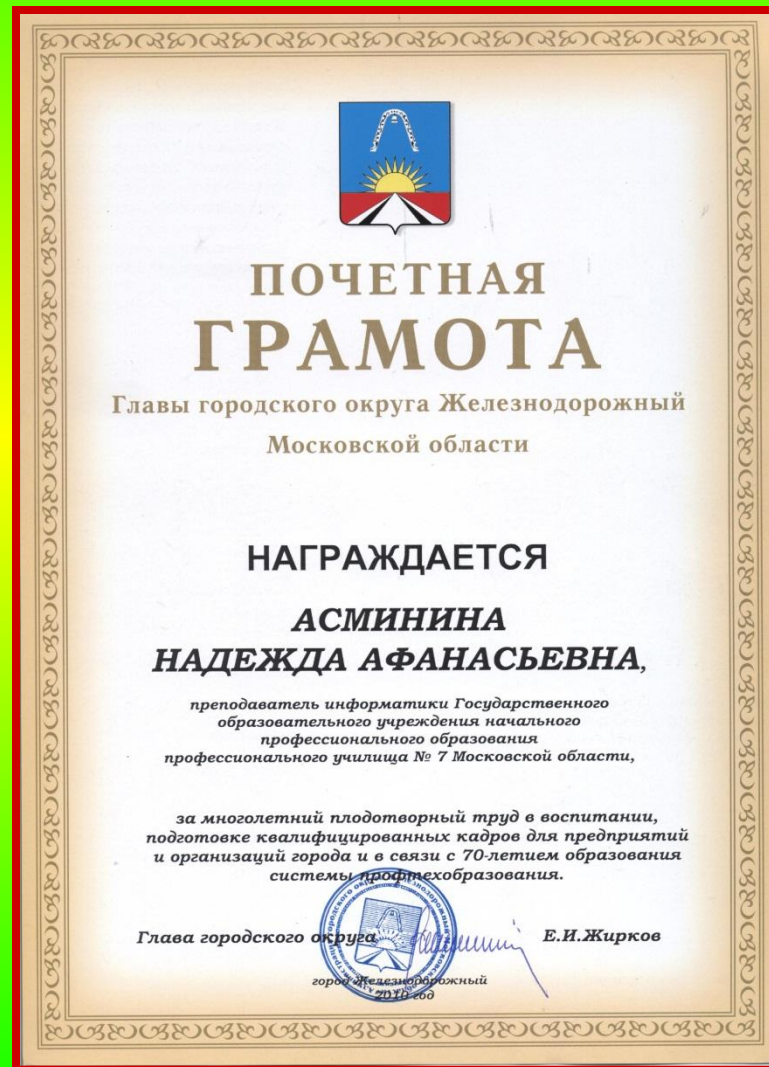 ПОЧЕТНАЯ
ГРАМОТА
Главы городского округа Железнодорожный
Московской области
НАГРАЖДАЕТСЯ
АСМИНИНА
НАДЕЖДА АФАНАСЬЕВНА,
преподаватель информатики Государственного
образовательного учреждения начального
профессионального образования
профессионального училища № 7 Московской области,
за многолетний плодотворный труд в воспитании,
подготовке квалифицированных кадров для предприятий
и организаций города и в связи с 70-летием образования
системы профтехобразования.
Глава городского округа Е.И.Жирков
город Железнодорожный
2010 год